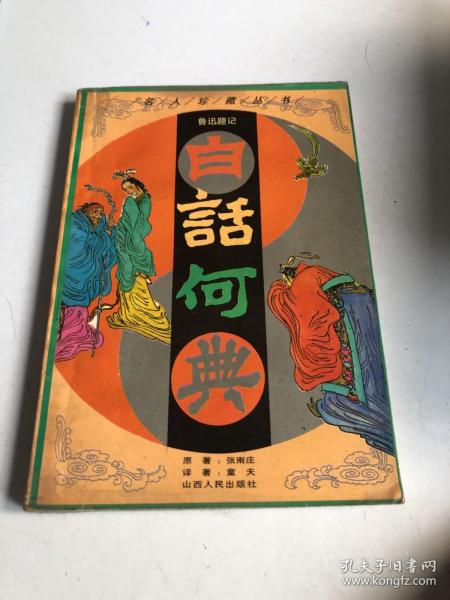 名人珍藏丛书
鲁迅题记
白
話
何
典
原著:张南庄
译著:童天
山西人民出版社
孔夫子旧书网
www.kongfz.com